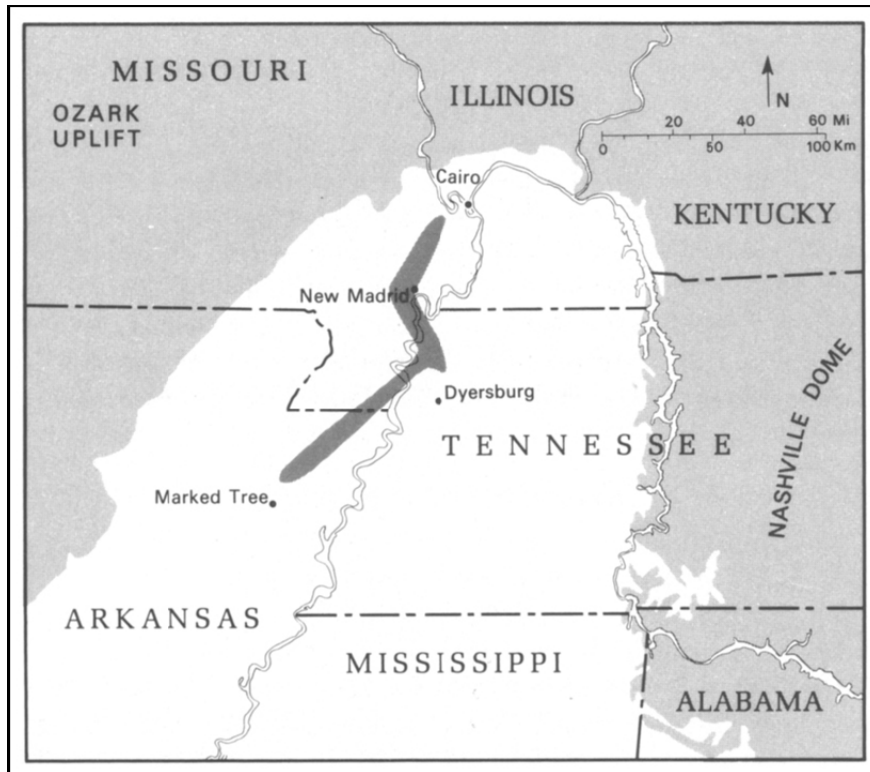 MISSOURI
ILLINOIS
OZARK
UPLIFT
N
20 40 60 Mi
0 50 100 Km
Cairo
KENTUCKY
New Madrid
Dyersburg
TENNESSEE
NASHVILLE DOME
Marked Tree
ARKANSAS
MISSISSIPPI
ALABAMA